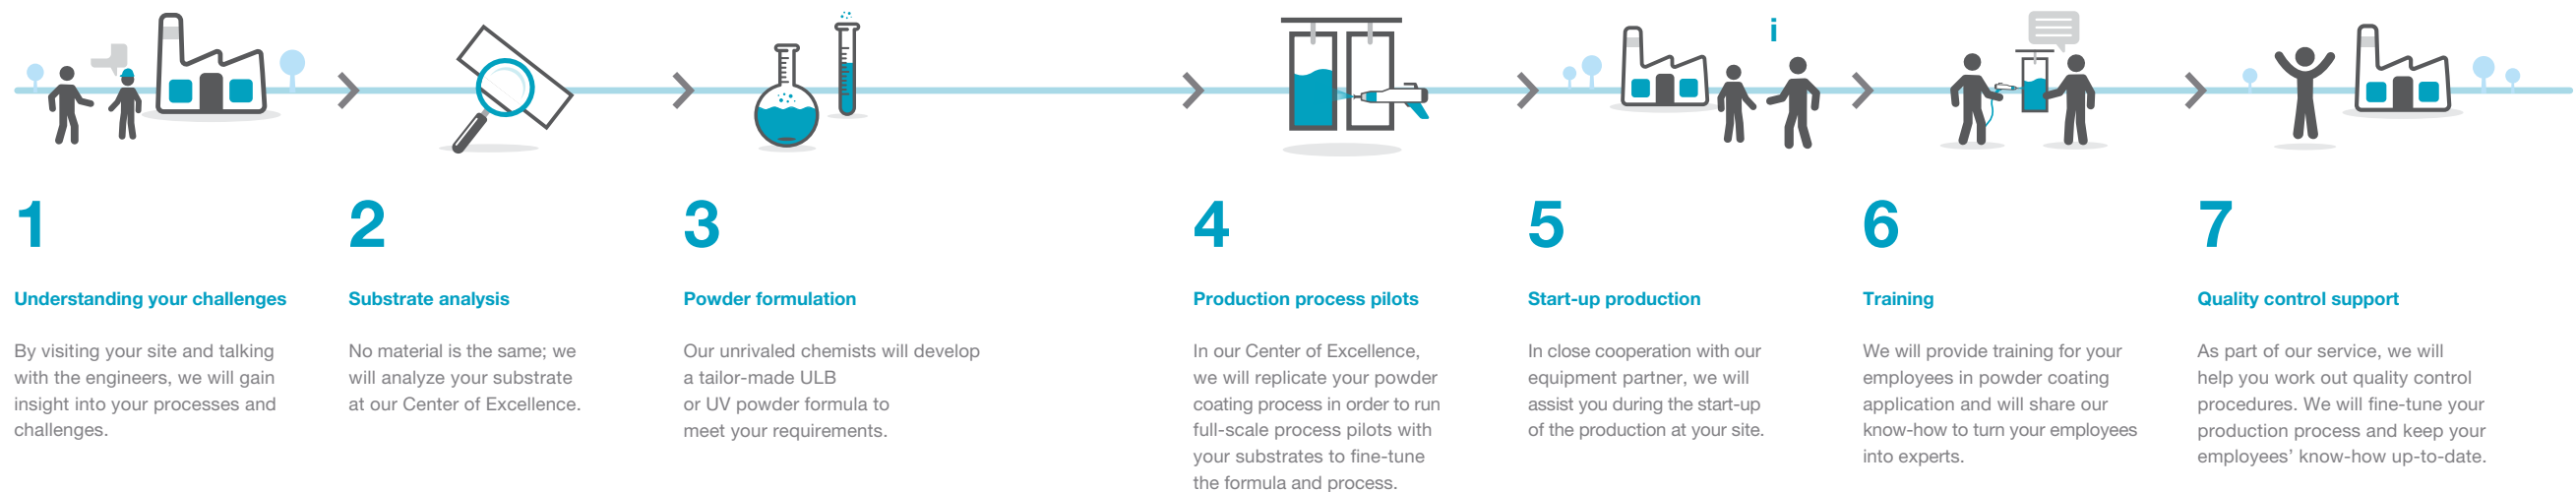 i
1
Understanding your challenges
By visiting your site and talking
with the engineers, we will gain
insight into your processes and
challenges.
2
Substrate analysis
No material is the same; we
will analyze your substrate
at our Center of Excellence.
3
Powder formulation
Our unrivaled chemists will develop
a tailor-made ULB
or UV powder formula to
meet your requirements.
4
Production process pilots
In our Center of Excellence,
we will replicate your powder
coating process in order to run
full-scale process pilots with
your substrates to fine-tune
the formula and process.
5
Start-up production
In close cooperation with our
equipment partner, we will
assist you during the start-up
of the production at your site.
6
Training
We will provide training for your
employees in powder coating
application and will share our
know-how to turn your employees
into experts.
7
Quality control support
As part of our service, we will
help you work out quality control
procedures. We will fine-tune your
production process and keep your
employees’ know-how up-to-date.